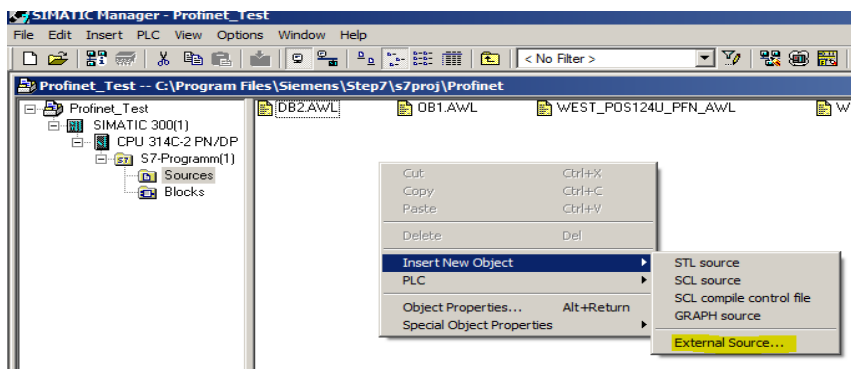 SIMATIC Manager - Profinet_Test
File Edit Insert PLC View Options Window Help
< No Filter >
Profinet_Test -- C:\Program Files\Siemens\Step7\s7proj\Profinet
Profinet_Test
SIMATIC 300(1)
CPU 314C-2 PN/DP
S7-Programm(1)
Sources
Blocks
DB2.AWL OB1.AWL WEST_POS124U_PFN_AWL W
Cut Ctrl+X
Copy Ctrl+C
Paste Ctrl+V
Delete Del
Insert New Object
PLC
Object Properties... Alt+Return
Special Object Properties
STL source
SCL source
SCL compile control file
GRAPH source
External Source...